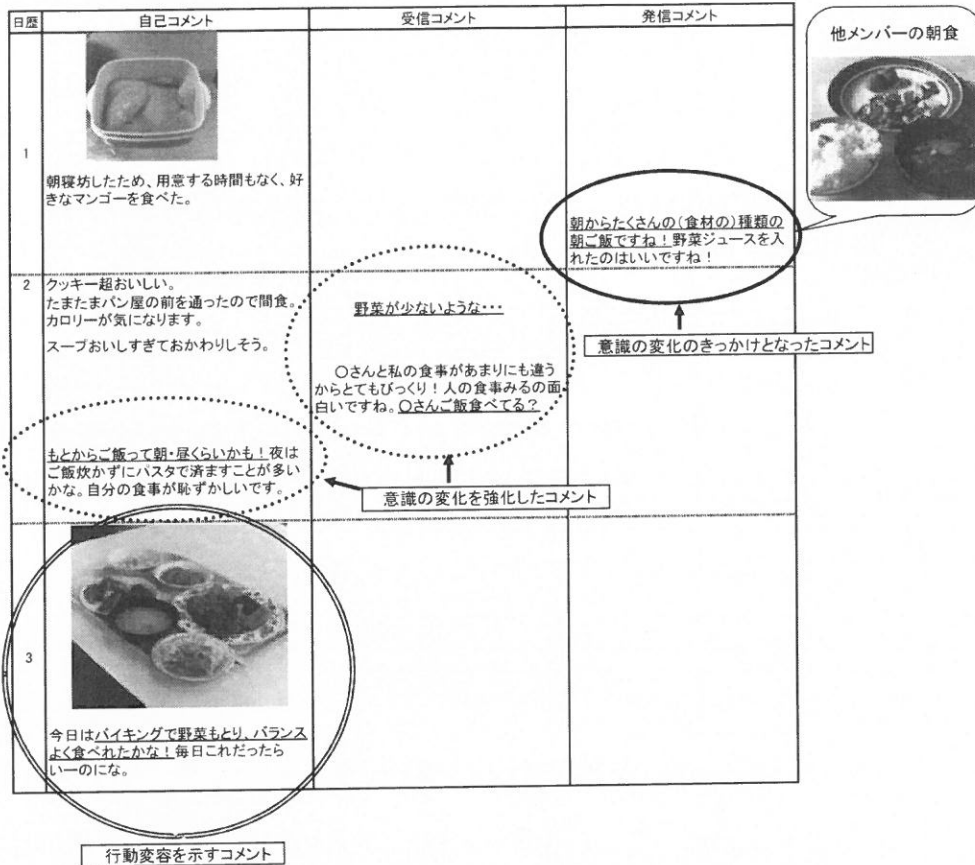 日歴
自己コメント
受信コメント
発信コメント
他メンバーの朝食
1
朝寝坊したため、用意する時間もなく、好
きなマンゴーを食べた。
朝からたくさんの(食材の)種類の
朝ご飯ですね！野菜ジュースを入
れたのはいいですね！
2
クッキー超おいしい。
たまたまパン屋の前を通ったので間食。
カロリーが気になります。
スープおいしすぎておかわりしそう。
野菜が少ないような・・・
意識の変化のきっかけとなったコメント
〇さんと私の食事があまりにも違う
からとてもびっくり！人の食事みるの面
白いですね。〇さんご飯食べてる？
もとからご飯って朝・昼くらいかも！夜は
ご飯炊かずにパスタで済ますことが多い
かな。自分の食事が恥ずかしいです。
意識の変化を強化したコメント
3
今日はバイキングで野菜もとり、バランス
よく食べれたかな！毎日これだったら
いーのにな。
行動変容を示すコメント